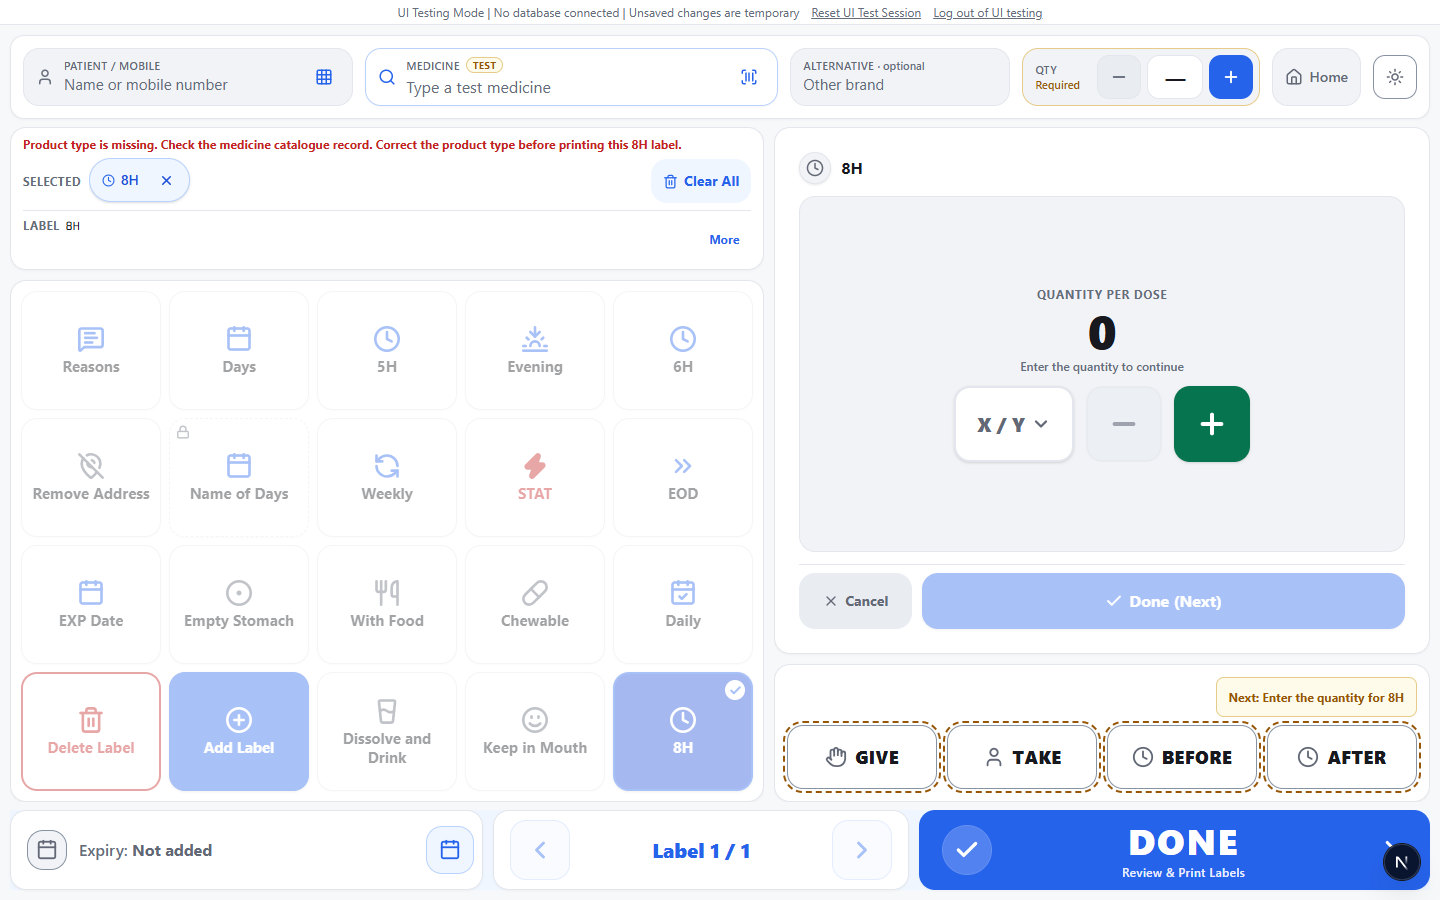 UI Testing Mode | No database connected | Unsaved changes are temporary Reset UI Test Session Log out of UI testing
PATIENT / MOBILE
Name or mobile number
MEDICINE TEST
Type a test medicine
ALTERNATIVE · optional
Other brand
QTY
Required
—
Home
Product type is missing. Check the medicine catalogue record. Correct the product type before printing this 8H label.
SELECTED 8H
Clear All
LABEL 8H
More
Reasons
Days
5H
Evening
6H
Remove Address
Name of Days
Weekly
STAT
EOD
EXP Date
Empty Stomach
With Food
Chewable
Daily
Delete Label
Add Label
Dissolve and
Drink
Keep in Mouth
8H
8H
QUANTITY PER DOSE
0
Enter the quantity to continue
X / Y
Cancel
Done (Next)
Next: Enter the quantity for 8H
GIVE
TAKE
BEFORE
AFTER
Expiry: Not added
Label 1 / 1
DONE
Review & Print Labels
N